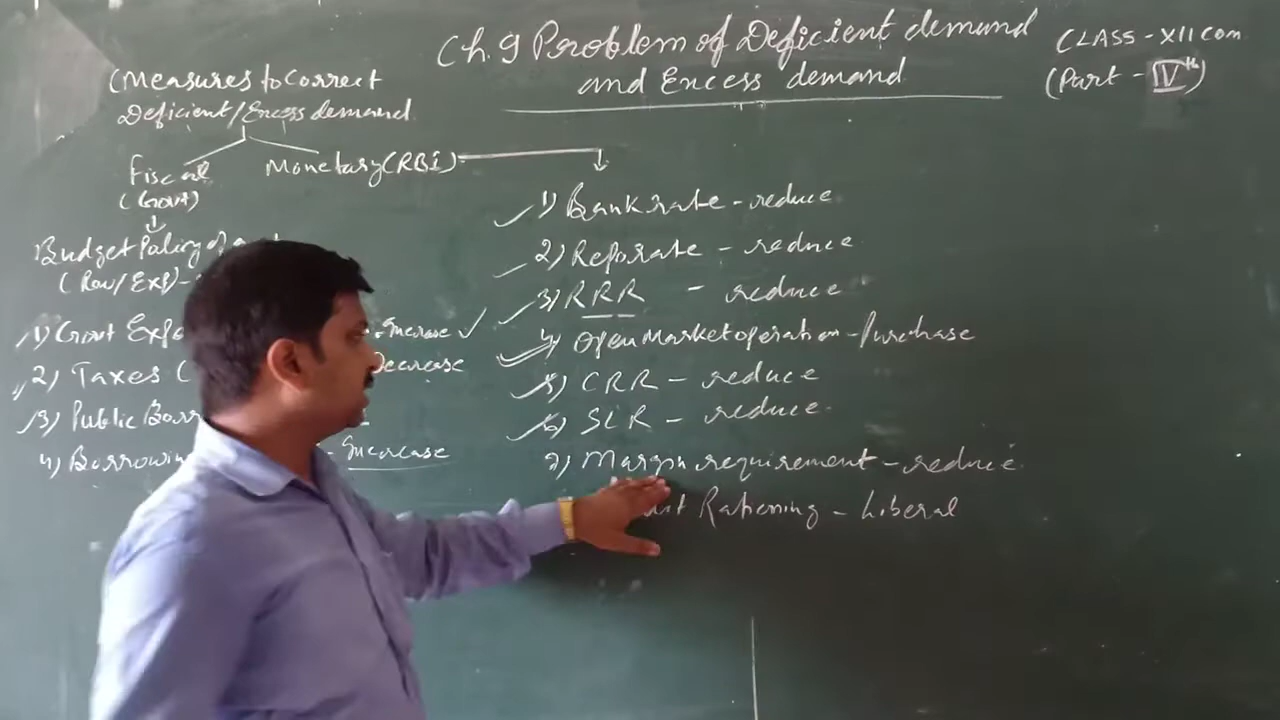 Ch. 9 Problem of Deficient demand
and Excess demand
CLASS - XII Com
(Part - IVth)
(Measures to Correct
Deficient/Excess demand
Fiscal
(Govt)
Monetary (RBI)
Budget Policy of
(Rev/Exp) -
1) Govt Exp - Increase
2) Taxes ( Decrease
3) Public Borr
4) Borrowin - Increase
1) Bank rate - reduce
2) Repo rate - reduce
3) RRR - reduce
4) Open Market operation - Purchase
5) CRR - reduce
6) SLR - reduce
7) Margin requirement - reduce
Rationing - Liberal